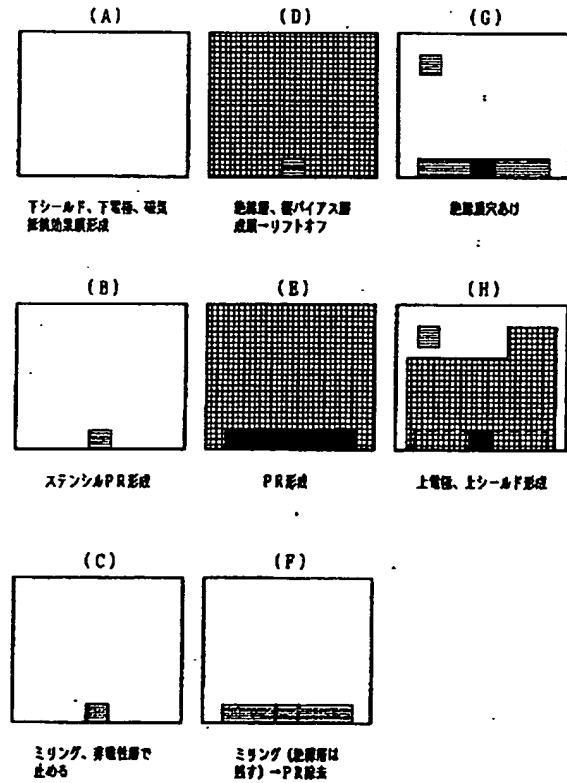 (A)
下シールド、下電極、磁気
抵抗効果膜形成
(B)
ステンシルPR形成
(C)
ミリング、非磁性層で
止める
(D)
絶縁層、縦バイアス層
成膜→リフトオフ
(E)
PR形成
(F)
ミリング(絶縁層は
残す)→PR除去
(G)
絶縁膜穴あけ
(H)
上電極、上シールド形成